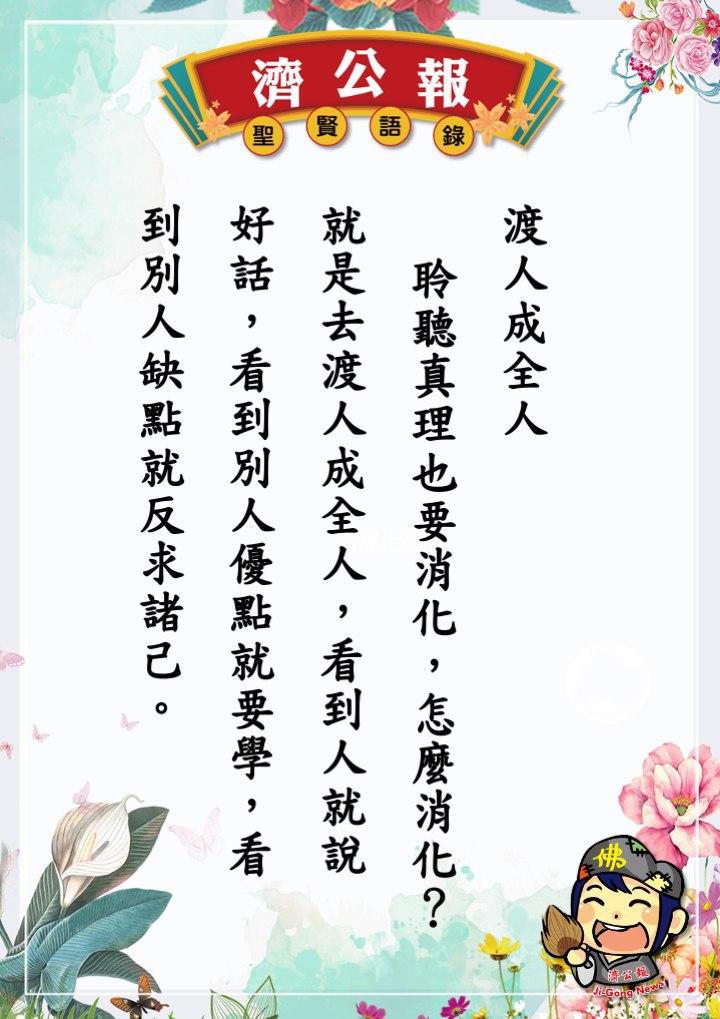 濟公報
聖賢語錄
渡人成全人
聆聽真理也要消化，怎麼消化？
就是去渡人成全人，看到人就說
好話，看到別人優點就要學，看
到別人缺點就反求諸己。
佛
濟公報
Ji-Gong News